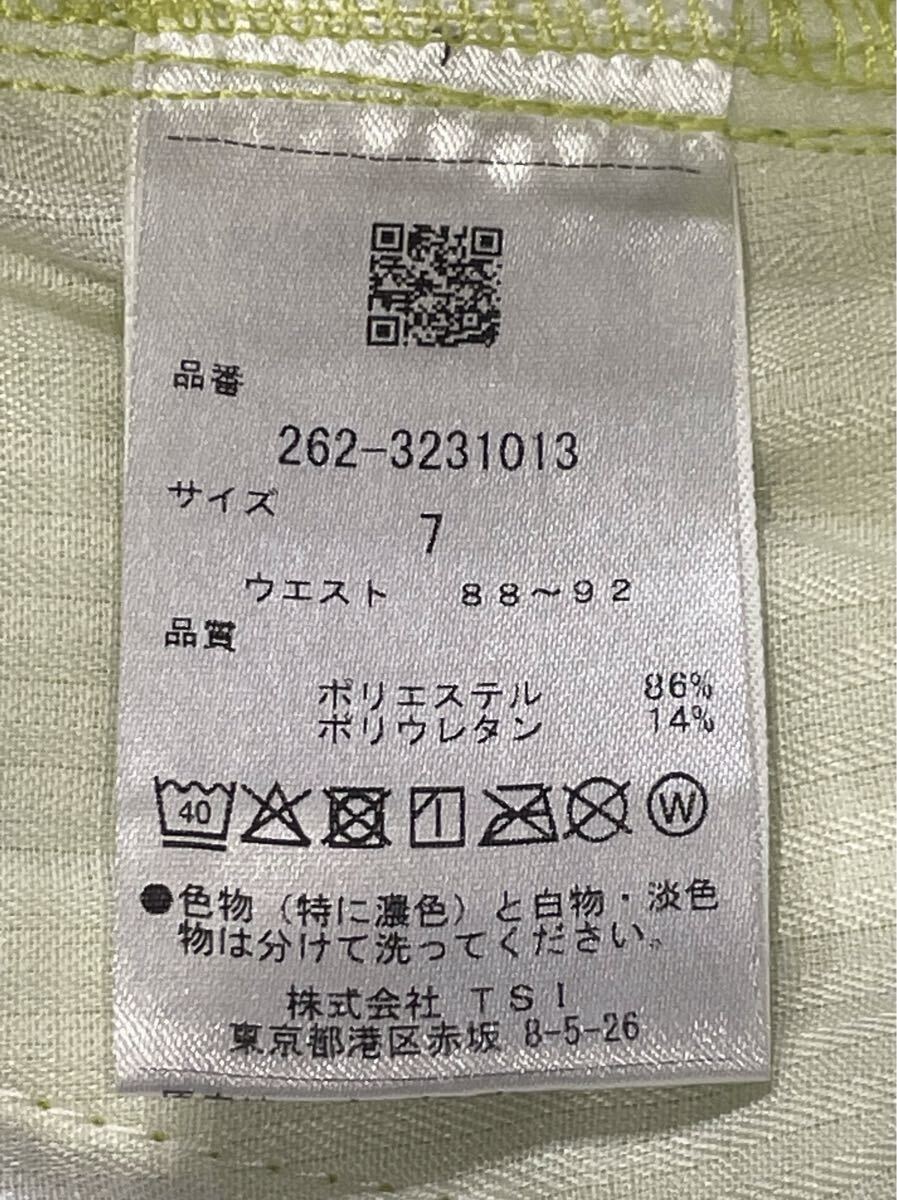 品番
262-3231013
サイズ
7
ウエスト 88～92
品質
ポリエステル 86%
ポリウレタン 14%
40
W
●色物（特に濃色）と白物・淡色
物は分けて洗ってください。
株式会社 TSI
東京都港区赤坂 8-5-26